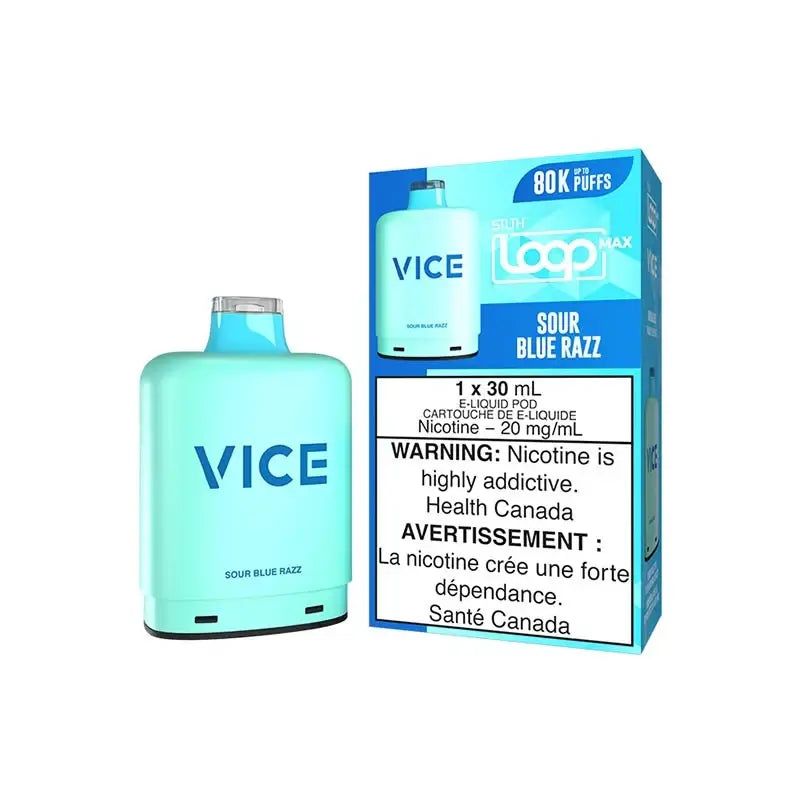 VICE
SOUR BLUE RAZZ
80K UP TO PUFFS
VICE
SOUR BLUE RAZZ
STLTH
LOOP MAX
SOUR
BLUE RAZZ
1 x 30 mL
E-LIQUID POD
CARTOUCHE DE E-LIQUIDE
Nicotine – 20 mg/mL
WARNING: Nicotine is
highly addictive.
Health Canada
AVERTISSEMENT :
La nicotine crée une forte
dépendance.
Santé Canada